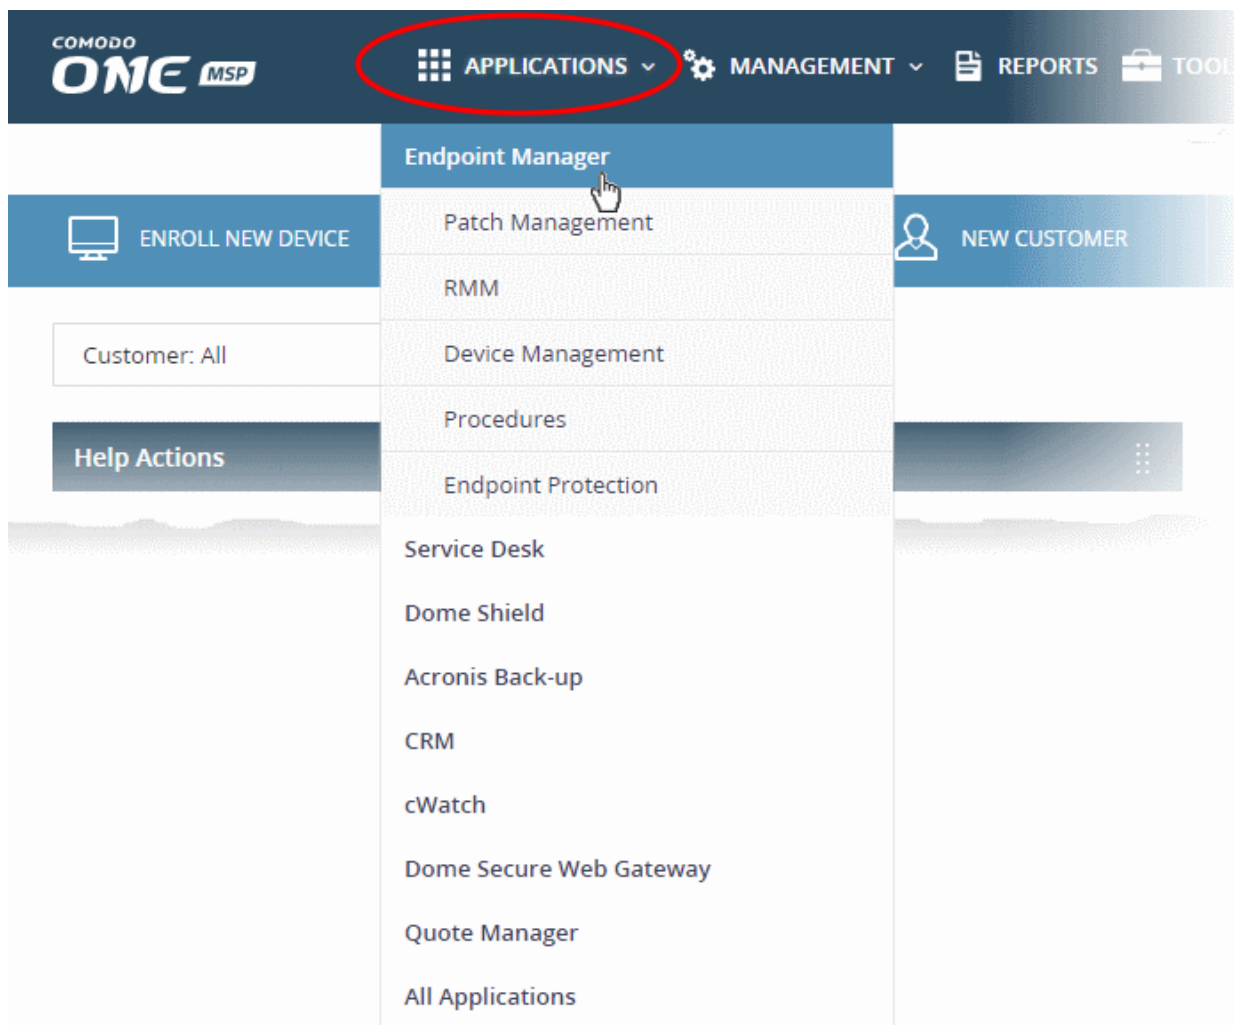 COMODO
ONE MSP
APPLICATIONS
MANAGEMENT
REPORTS
Endpoint Manager
ENROLL NEW DEVICE
Patch Management
NEW CUSTOMER
RMM
Customer: All
Device Management
Procedures
Help Actions
Endpoint Protection
Service Desk
Dome Shield
Acronis Back-up
CRM
cWatch
Dome Secure Web Gateway
Quote Manager
All Applications